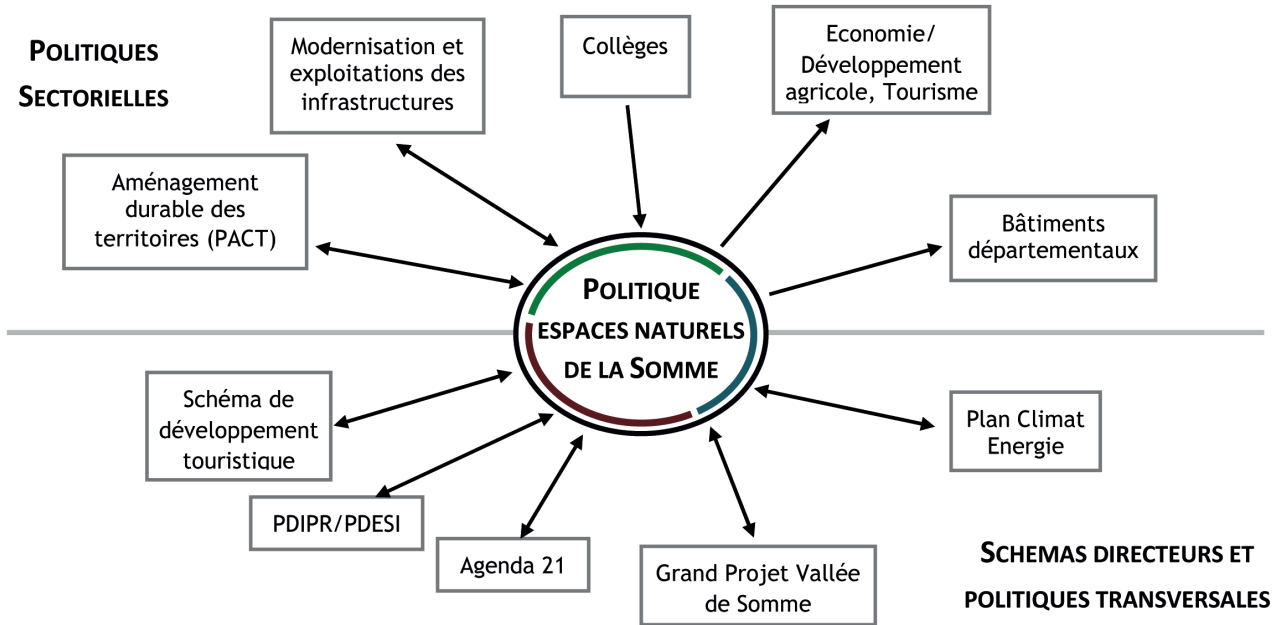 POLITIQUES
SECTORIELLES
Modernisation et
exploitations des
infrastructures
Collèges
Economie/
Développement
agricole, Tourisme
Aménagement
durable des
territoires (PACT)
Bâtiments
départementaux
POLITIQUE
ESPACES NATURELS
DE LA SOMME
Schéma de
développement
touristique
Plan Climat
Energie
PDIPR/PDESI
Agenda 21
Grand Projet Vallée
de Somme
SCHEMAS DIRECTEURS ET
POLITIQUES TRANSVERSALES